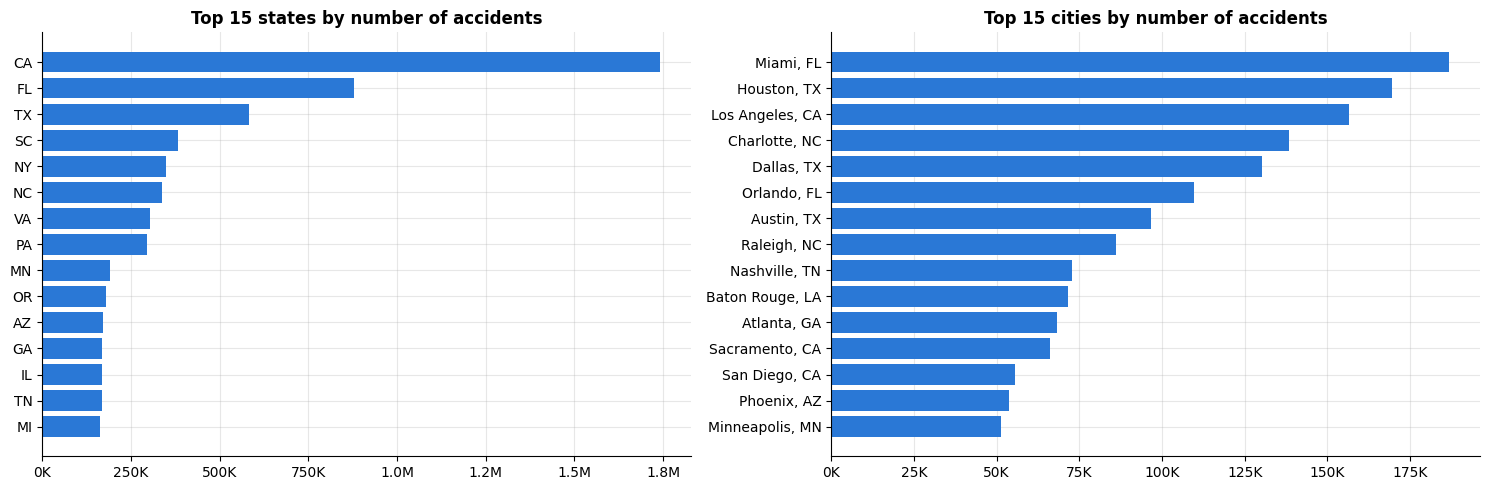 Top 15 states by number of accidents
CA
FL
TX
SC
NY
NC
VA
PA
MN
OR
AZ
GA
IL
TN
MI
0K 250K 500K 750K 1.0M 1.2M 1.5M 1.8M
Top 15 cities by number of accidents
Miami, FL
Houston, TX
Los Angeles, CA
Charlotte, NC
Dallas, TX
Orlando, FL
Austin, TX
Raleigh, NC
Nashville, TN
Baton Rouge, LA
Atlanta, GA
Sacramento, CA
San Diego, CA
Phoenix, AZ
Minneapolis, MN
0K 25K 50K 75K 100K 125K 150K 175K